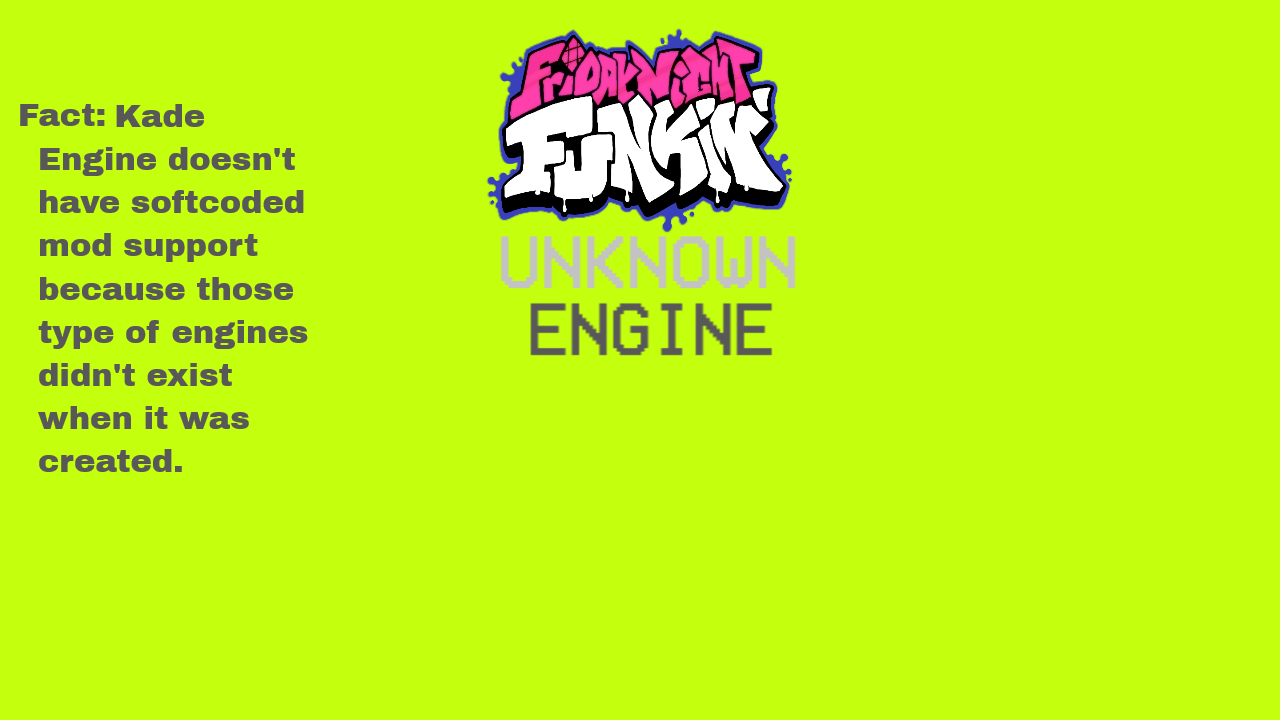 FRIDAY NIGHT
FUNKIN'
UNKNOWN
ENGINE
Fact: Kade
Engine doesn't
have softcoded
mod support
because those
type of engines
didn't exist
when it was
created.